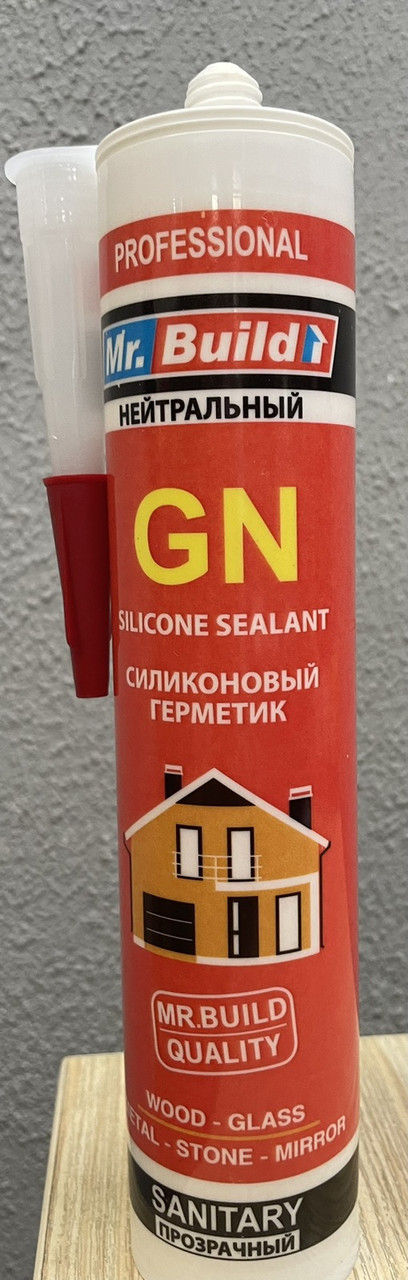 PROFESSIONAL
Mr. Build
НЕЙТРАЛЬНЫЙ
GN
SILICONE SEALANT
СИЛИКОНОВЫЙ
ГЕРМЕТИК
MR.BUILD
QUALITY
WOOD - GLASS
ETAL - STONE - MIRROR
SANITARY
ПРОЗРАЧНЫЙ